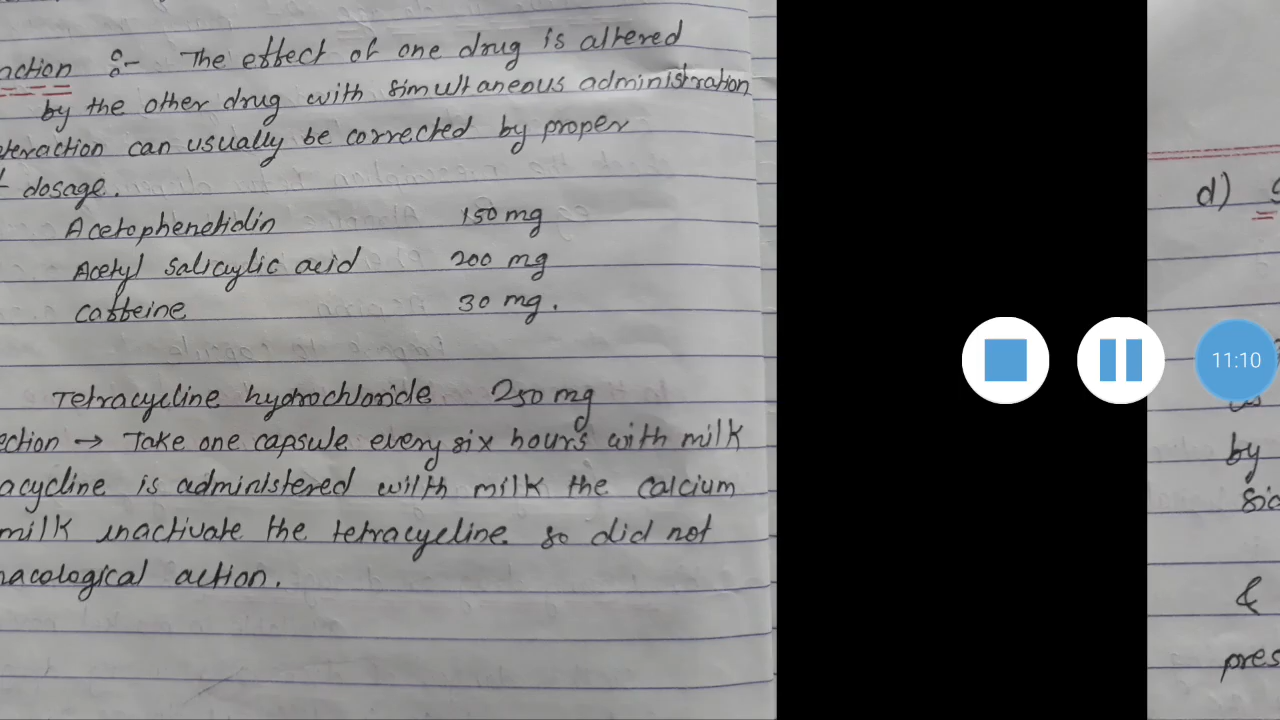 action :- The effect of one drug is altered
by the other drug with simultaneous administration
teraction can usually be corrected by proper
dosage.
Acetophenetidin 150 mg
Acetyl salicylic acid 200 mg
caffeine 30 mg.
Tetracycline hydrochloride 250 mg
ection → Take one capsule every six hours with milk
acycline is administered wilth milk the calcium
milk inactivate the tetracycline so did not
macological action.
d)
11:10
by
&
pres